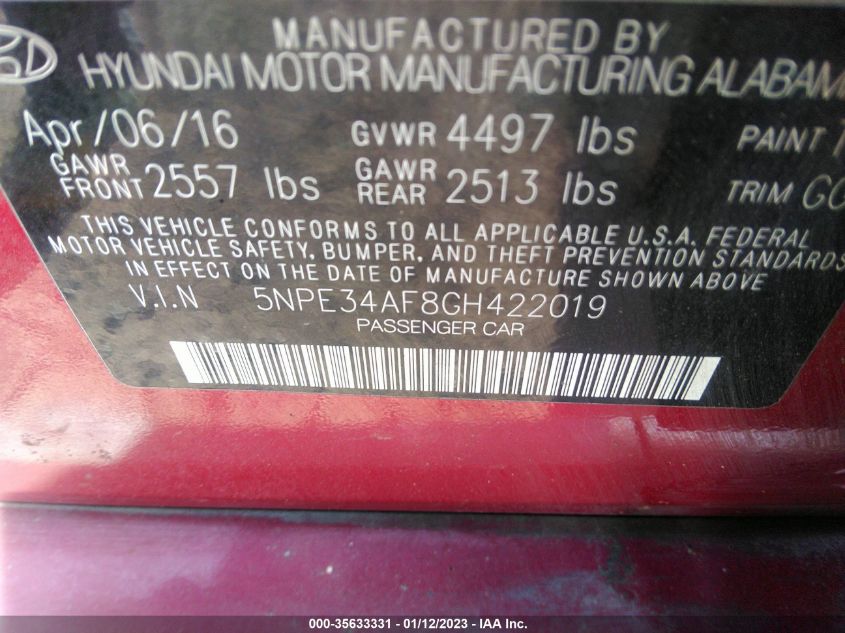 MANUFACTURED BY
HYUNDAI MOTOR MANUFACTURING ALABAMA
Apr/06/16 GVWR 4497 lbs PAINT
GAWR FRONT 2557 lbs GAWR REAR 2513 lbs TRIM
THIS VEHICLE CONFORMS TO ALL APPLICABLE U.S.A. FEDERAL
MOTOR VEHICLE SAFETY, BUMPER, AND THEFT PREVENTION STANDARDS
IN EFFECT ON THE DATE OF MANUFACTURE SHOWN ABOVE
V.I.N 5NPE34AF8GH422019
PASSENGER CAR
000-35633331 - 01/12/2023 - IAA Inc.